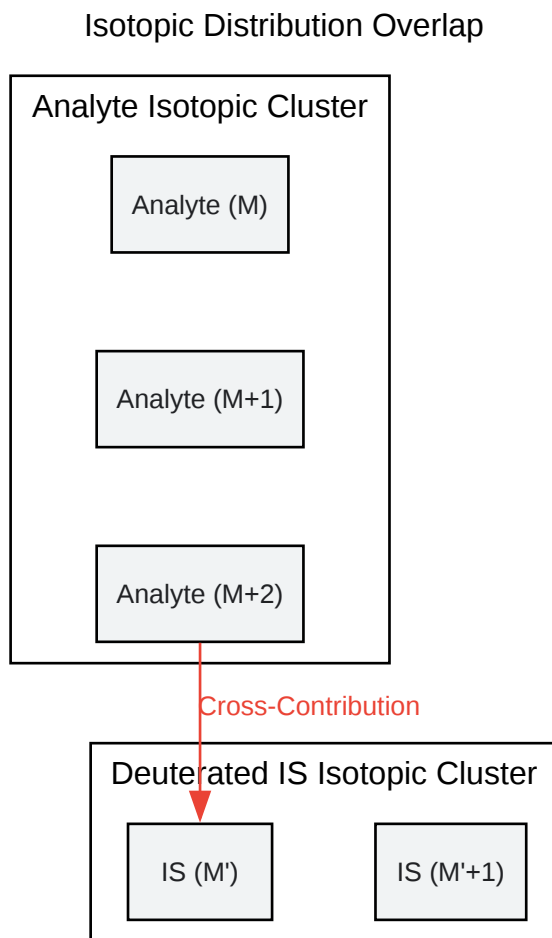 Isotopic Distribution Overlap
Analyte Isotopic Cluster
Analyte (M)
Analyte (M+1)
Analyte (M+2)
Cross-Contribution
Deuterated IS Isotopic Cluster
IS (M')
IS (M'+1)